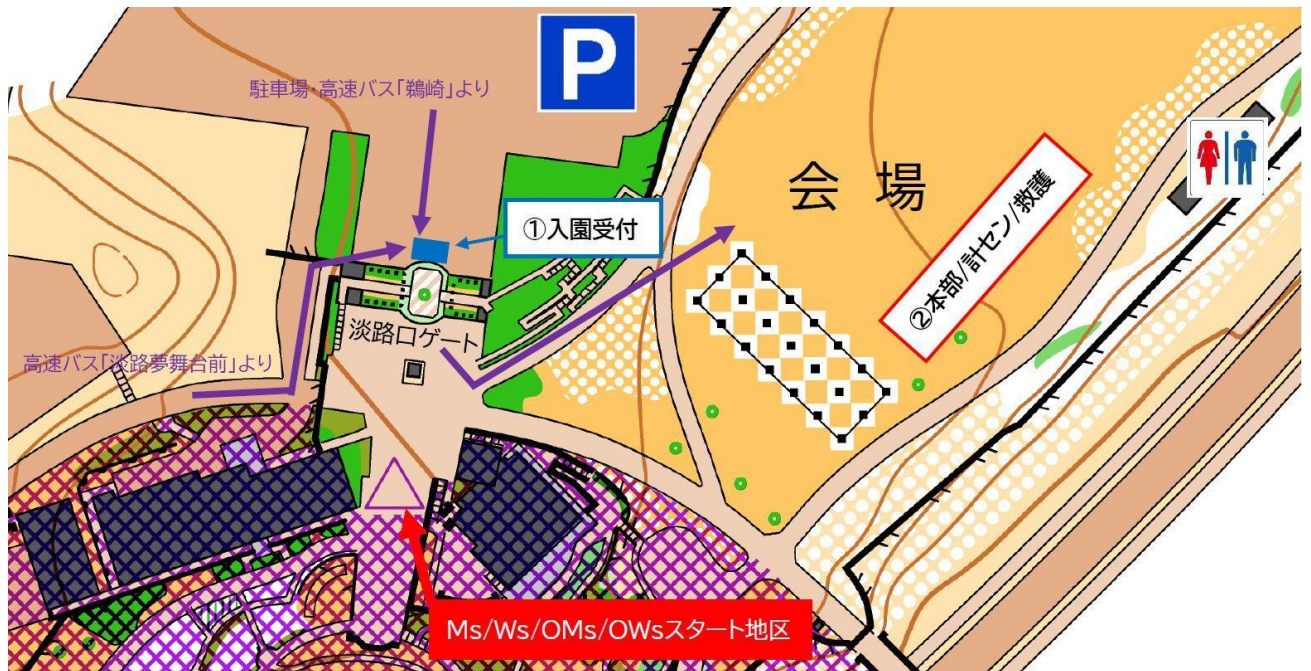 P
駐車場・高速バス「鵜崎」より
会 場
①入園受付
②本部/計セン/救護
淡路口ゲート
高速バス「淡路夢舞台前」より
Ms/Ws/OMs/OWsスタート地区